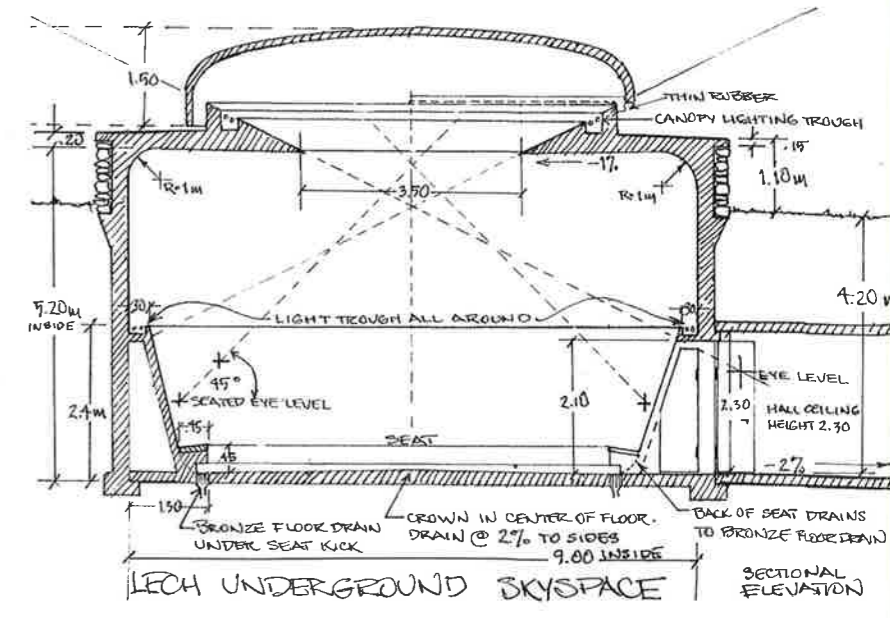 1.50
THIN RUBBER
CANOPY LIGHTING TROUGH
.20
.15
-1%
1.10m
R=1m
3.50
R=1m
5.20m
INSIDE
.30
.30
4.20
LIGHT TROUGH ALL AROUND
45°
SEATED EYE LEVEL
2.4m
2.10
EYE LEVEL
2.30
HALL CEILING
HEIGHT 2.30
.45
SEAT
.45
-2%
1.30
BRONZE FLOOR DRAIN
UNDER SEAT KICK
CROWN IN CENTER OF FLOOR.
DRAIN @ 2% TO SIDES
BACK OF SEAT DRAINS
TO BRONZE FLOOR DRAIN
9.00 INSIDE
LECH UNDERGROUND SKYSPACE
SECTIONAL
ELEVATION